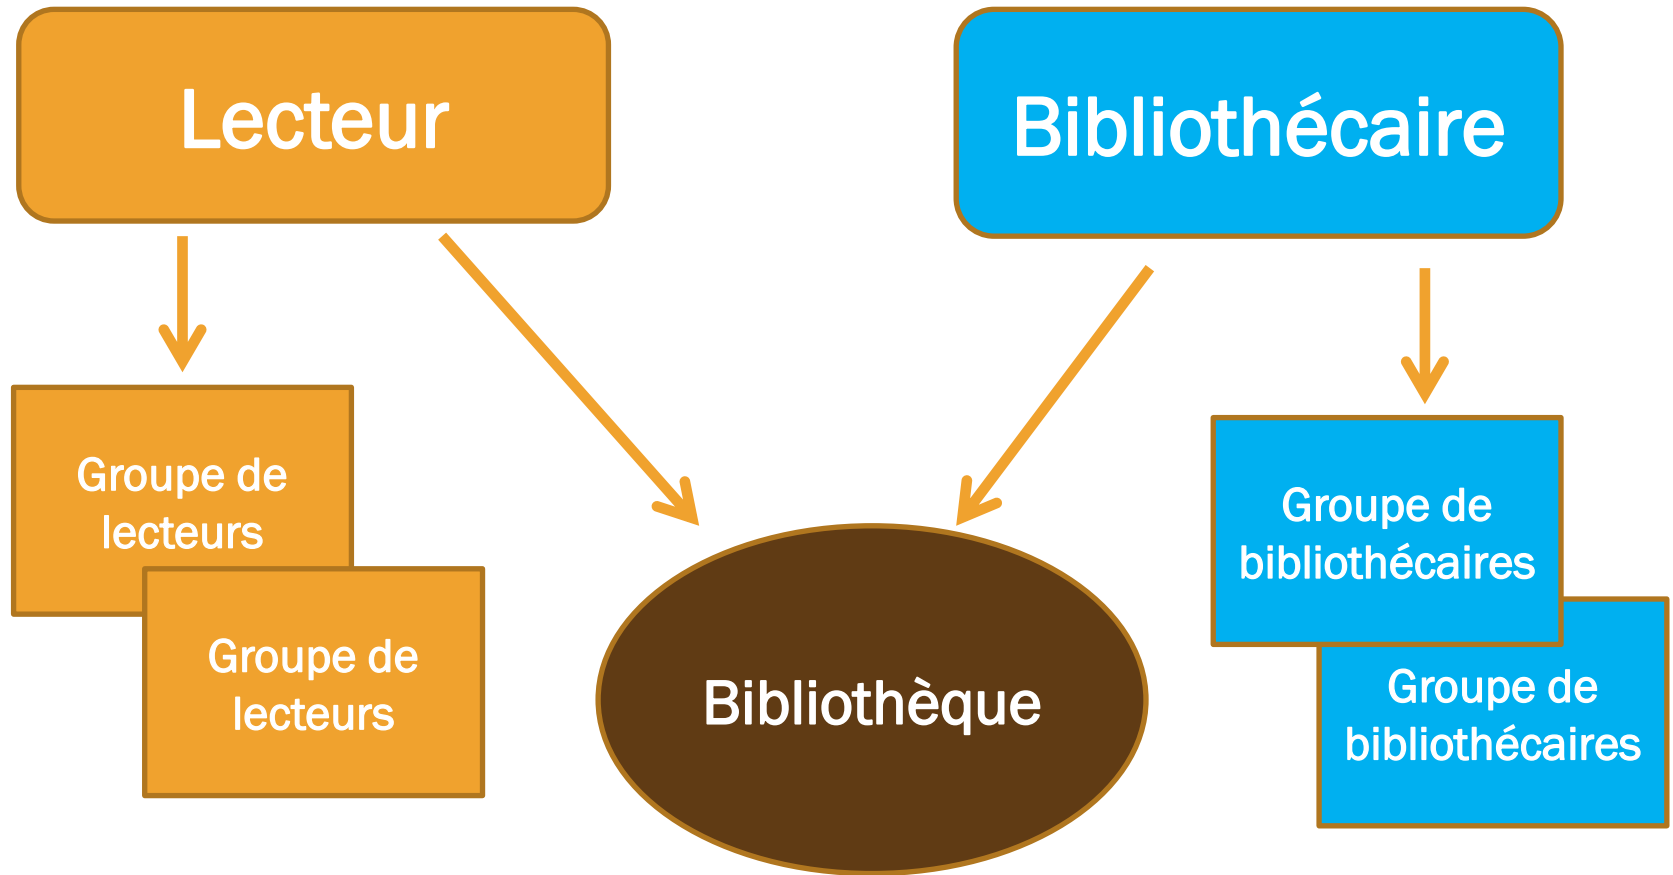 Lecteur
Bibliothécaire
Groupe de
lecteurs
Groupe de
lecteurs
Bibliothèque
Groupe de
bibliothécaires
Groupe de
bibliothécaires